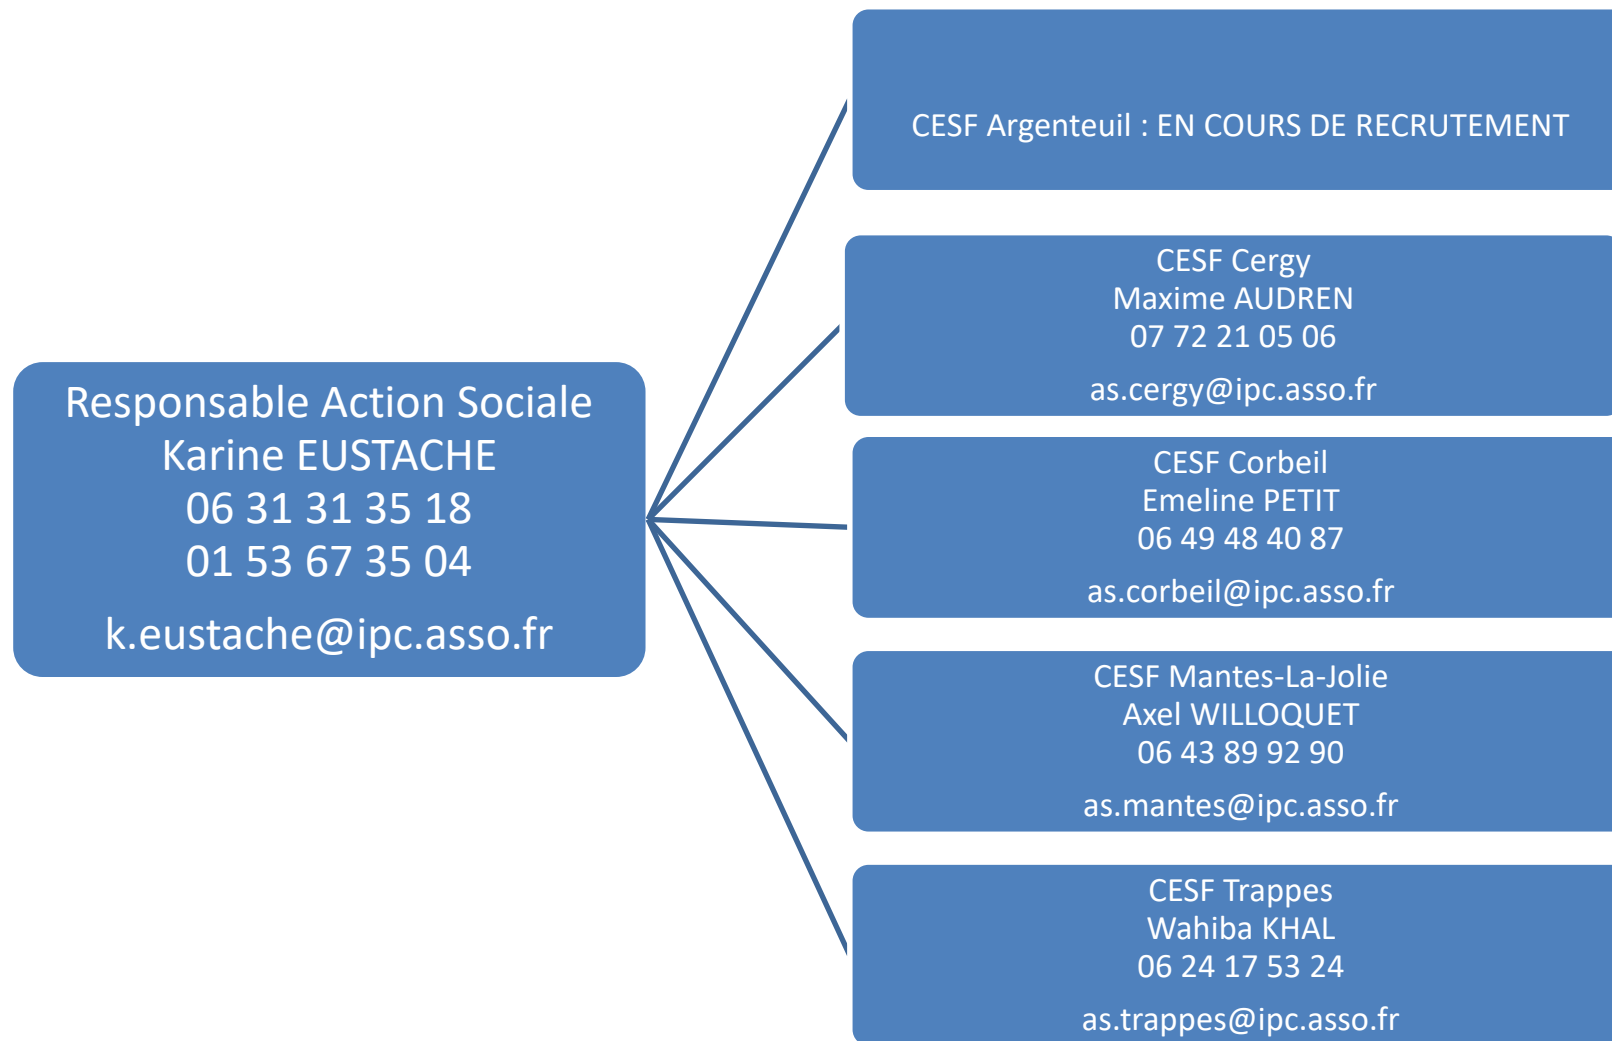 Responsable Action Sociale
Karine EUSTACHE
06 31 31 35 18
01 53 67 35 04
k.eustache@ipc.asso.fr
CESF Argenteuil : EN COURS DE RECRUTEMENT
CESF Cergy
Maxime AUDREN
07 72 21 05 06
as.cergy@ipc.asso.fr
CESF Corbeil
Emeline PETIT
06 49 48 40 87
as.corbeil@ipc.asso.fr
CESF Mantes-La-Jolie
Axel WILLOQUET
06 43 89 92 90
as.mantes@ipc.asso.fr
CESF Trappes
Wahiba KHAL
06 24 17 53 24
as.trappes@ipc.asso.fr